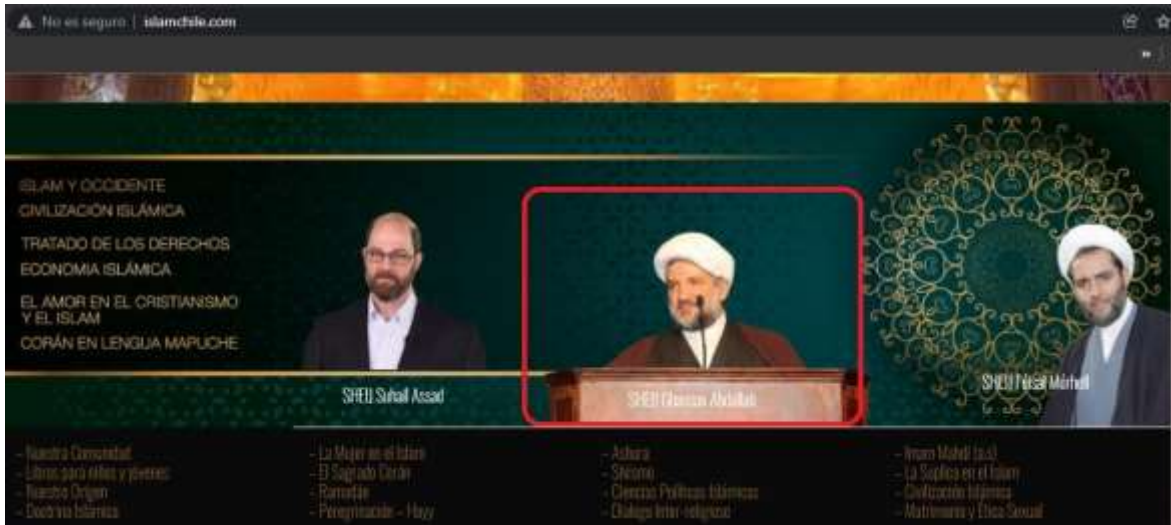 No es seguro | islamchile.com
ISLAM Y OCCIDENTE
CIVILIZACIÓN ISLÁMICA
TRATADO DE LOS DERECHOS
ECONOMIA ISLÁMICA
EL AMOR EN EL CRISTIANISMO
Y EL ISLAM
CORÁN EN LENGUA MAPUCHE
SHEIJ Suhail Assad
SHEIJ Ghassan Abdallah
SHEIJ Feisal Morhell
- Nuestra Comunidad
- Libros para niños y jóvenes
- Nuestro Origen
- Doctrina Islámica
- La Mujer en el Islam
- El Sagrado Corán
- Ramadán
- Peregrinación - Hayy
- Ashura
- Shiismo
- Ciencias Políticas Islámicas
- Diálogo Inter-religioso
- Imam Mahdi (a.s)
- La Suplica en el Islam
- Civilización Islámica
- Matrimonio y Ética Sexual